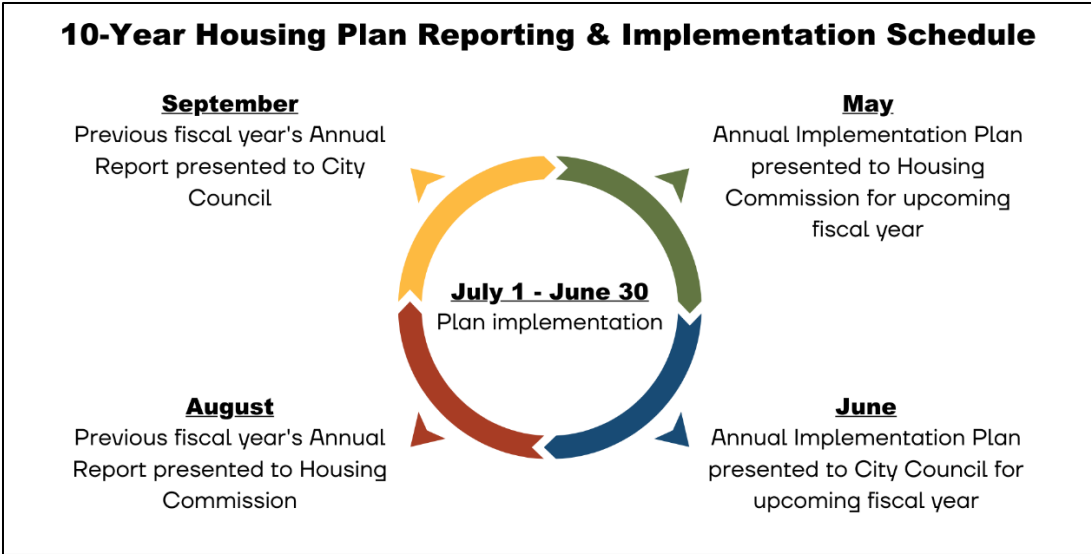 10-Year Housing Plan Reporting & Implementation Schedule
September
Previous fiscal year's Annual
Report presented to City
Council
May
Annual Implementation Plan
presented to Housing
Commission for upcoming
fiscal year
July 1 - June 30
Plan implementation
August
Previous fiscal year's Annual
Report presented to Housing
Commission
June
Annual Implementation Plan
presented to City Council for
upcoming fiscal year